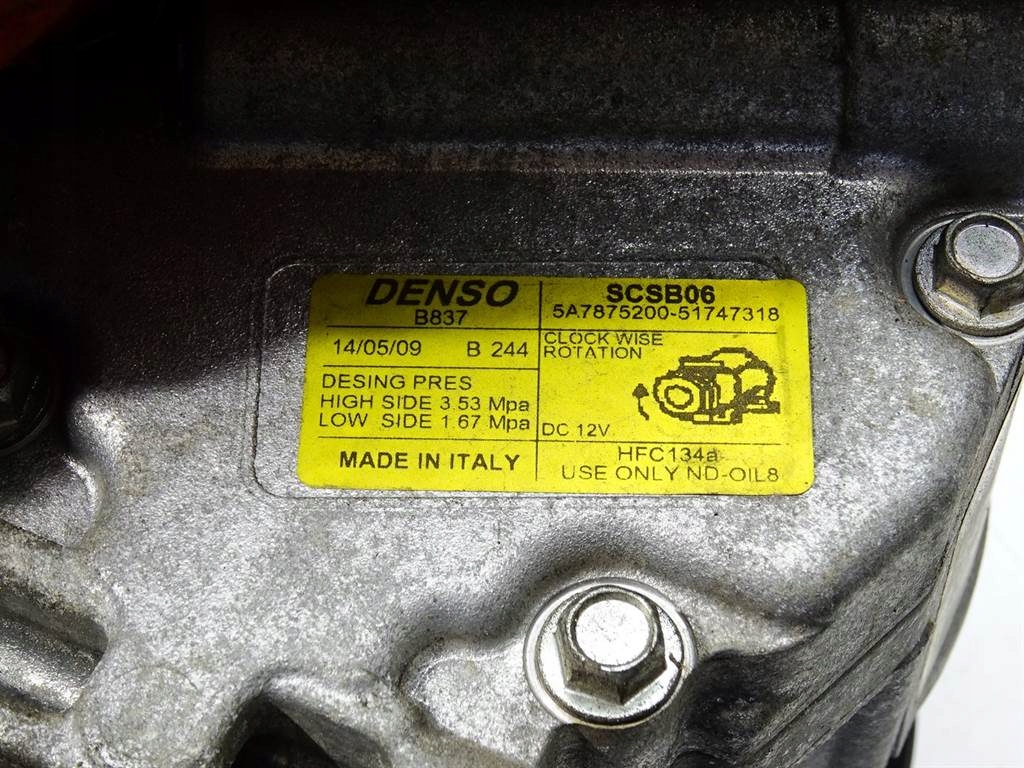 DENSO
B837
14/05/09 B 244
DESING PRES
HIGH SIDE 3.53 Mpa
LOW SIDE 1.67 Mpa
MADE IN ITALY
SCSB06
5A7875200-51747318
CLOCK WISE
ROTATION
DC 12V
HFC134a
USE ONLY ND-OIL8